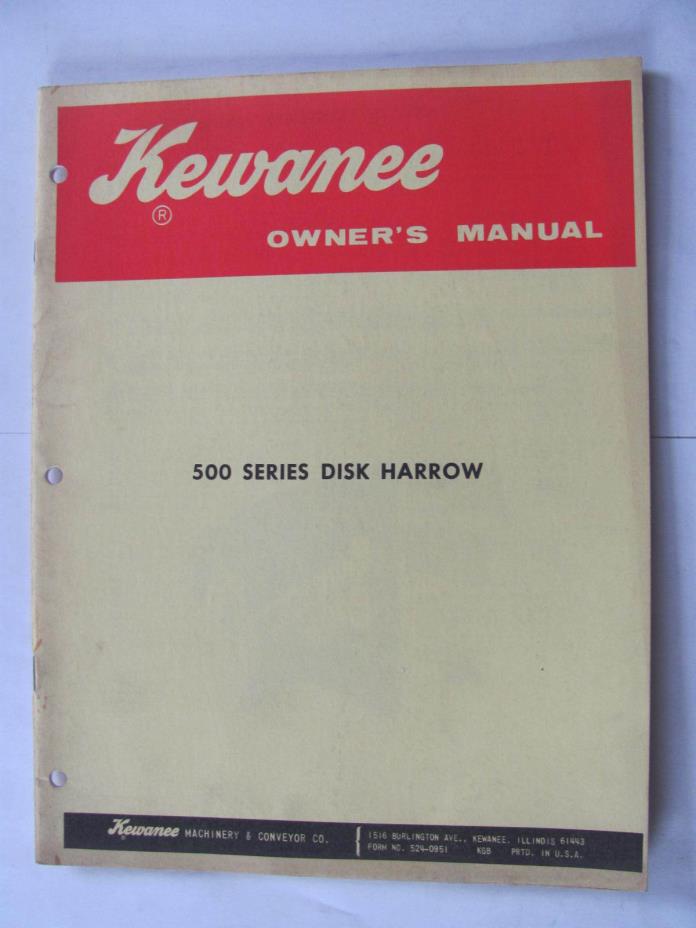 Kewanee
®
OWNER'S MANUAL
500 SERIES DISK HARROW
Kewanee MACHINERY & CONVEYOR CO.
®
1516 BURLINGTON AVE., KEWANEE, ILLINOIS 61443
FORM NO. 524-0951 KGB PRTD. IN U.S.A.